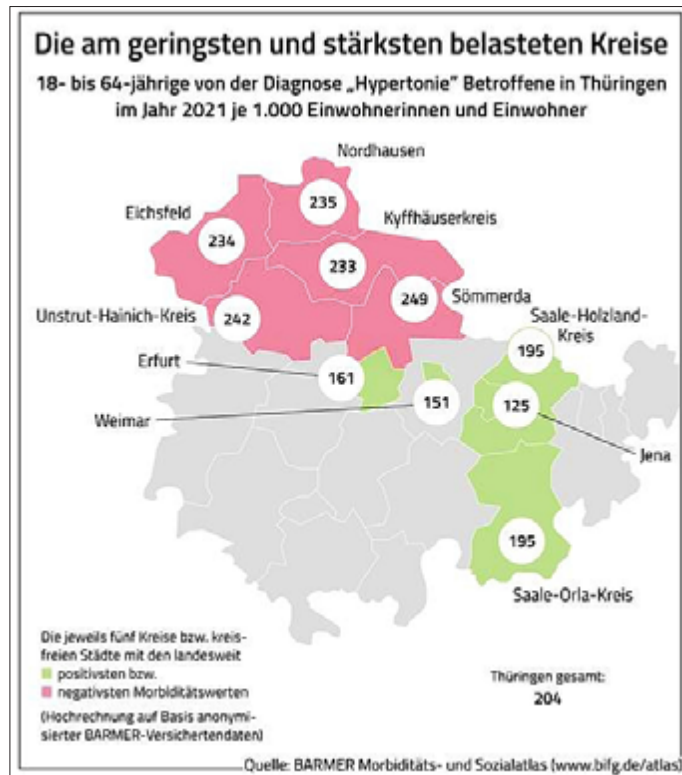 Die am geringsten und stärksten belasteten Kreise
18- bis 64-jährige von der Diagnose „Hypertonie” Betroffene in Thüringen
im Jahr 2021 je 1.000 Einwohnerinnen und Einwohner
Nordhausen
235
Eichsfeld
234
Kyffhäuserkreis
233
249
Sömmerda
Unstrut-Hainich-Kreis
242
Saale-Holzland-
Kreis
195
Erfurt
161
Weimar
151
125
Jena
195
Saale-Orla-Kreis
Die jeweils fünf Kreise bzw. kreis-
freien Städte mit den landesweit
positivsten bzw.
negativsten Morbiditätswerten
(Hochrechnung auf Basis anonymi-
sierter BARMER-Versichertendaten)
Thüringen gesamt:
204
Quelle: BARMER Morbiditäts- und Sozialatlas (www.bifg.de/atlas)